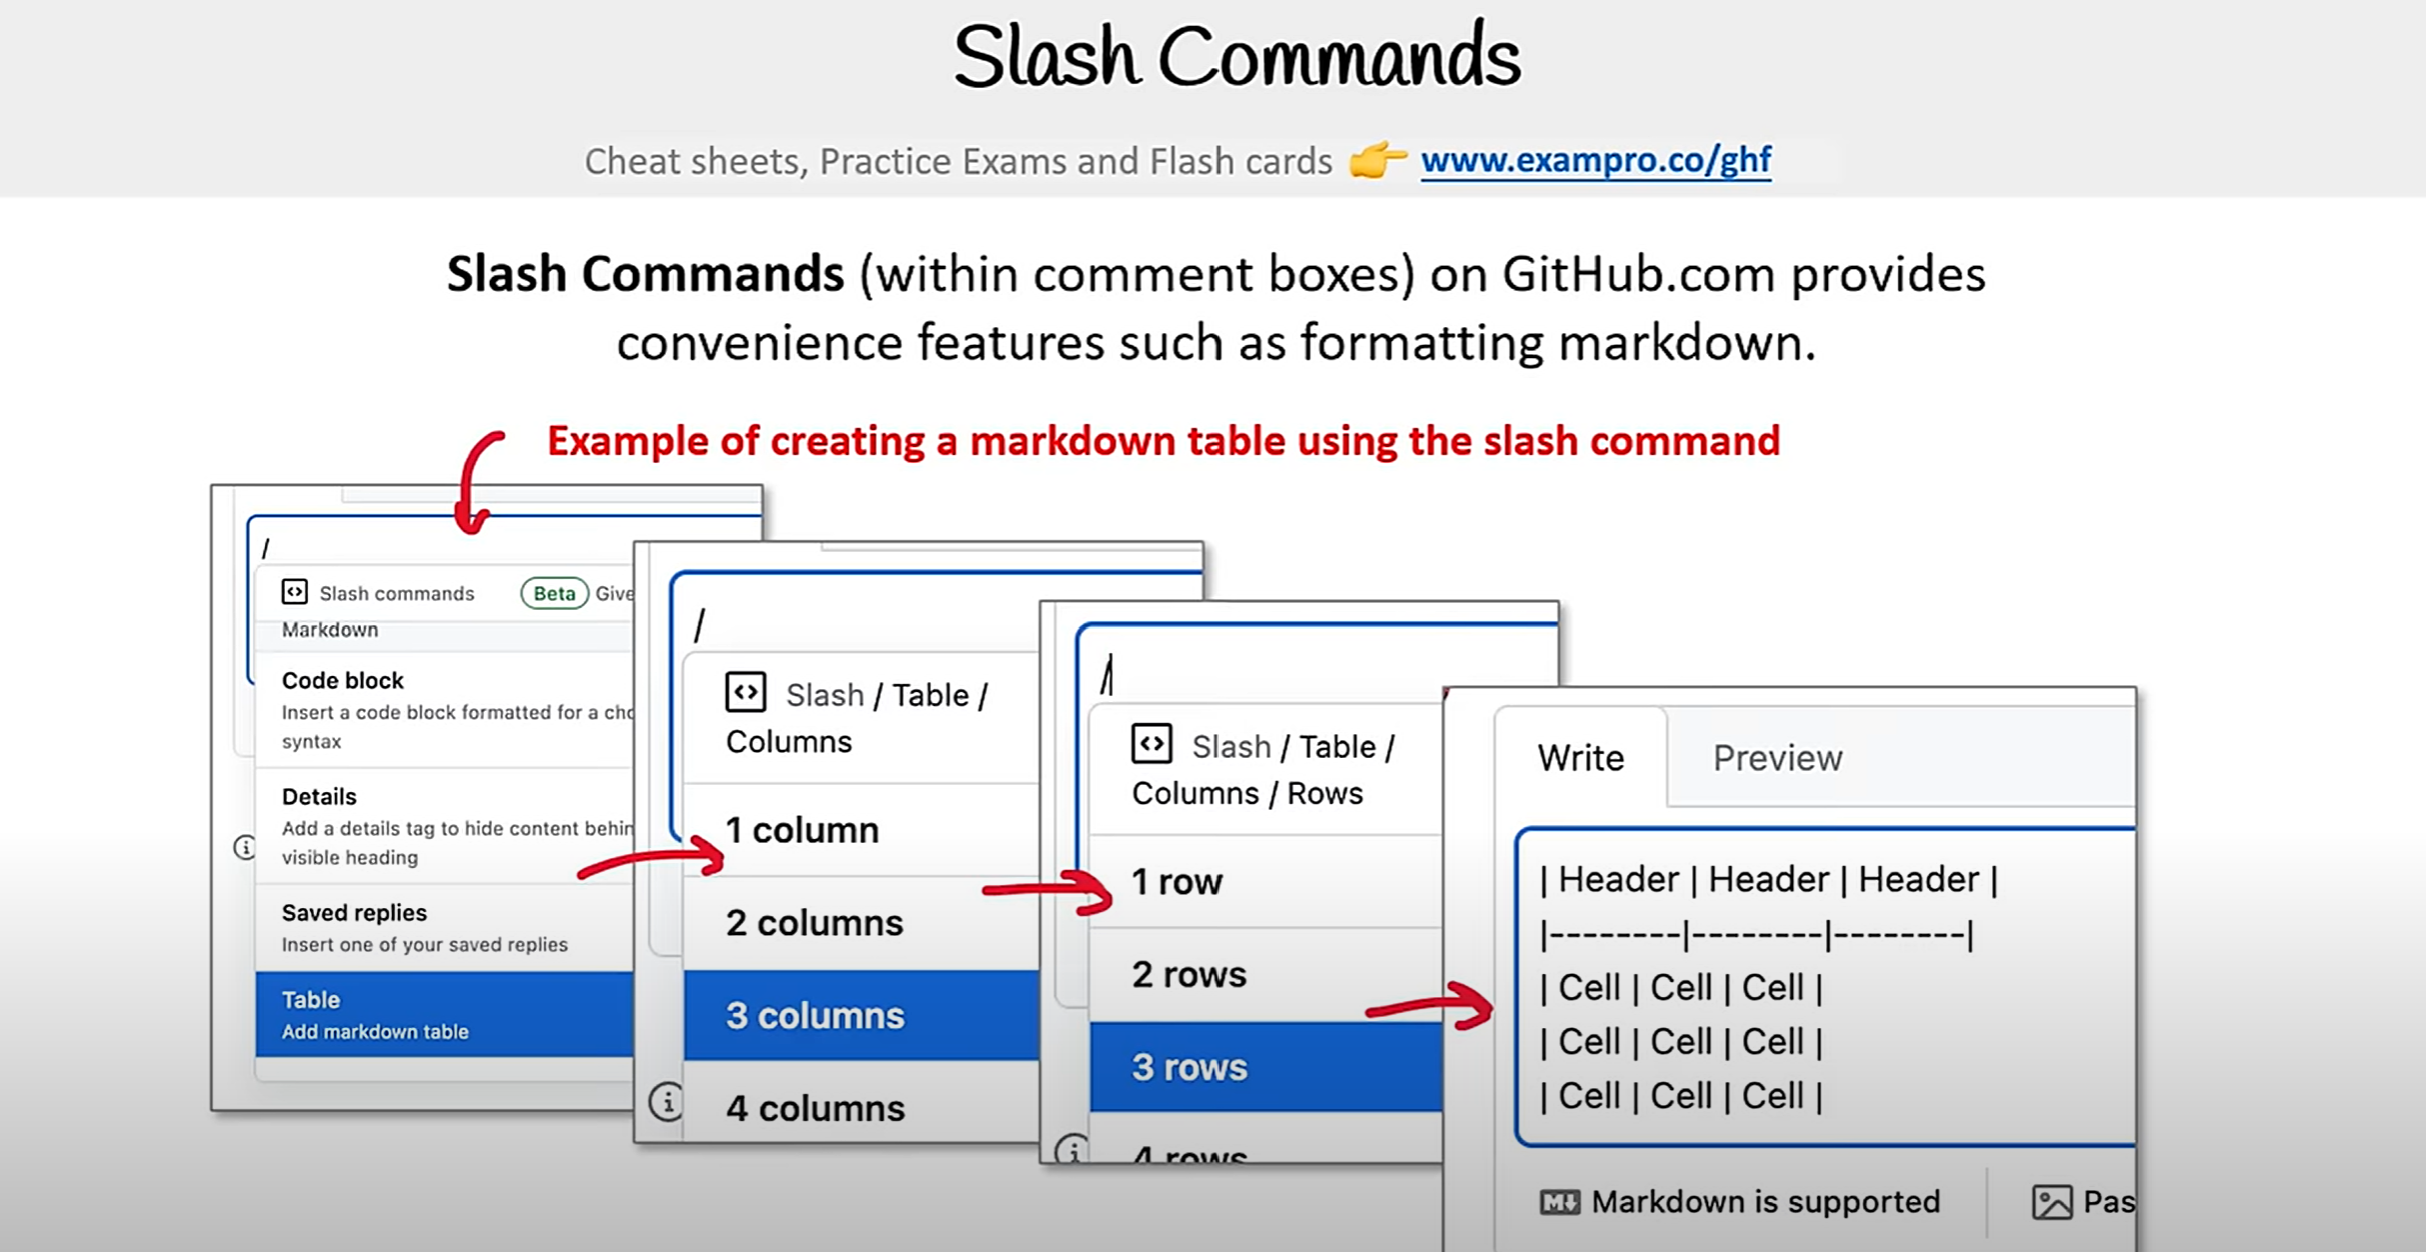 Slash Commands
Cheat sheets, Practice Exams and Flash cards 👉 www.exampro.co/ghf
Slash Commands (within comment boxes) on GitHub.com provides
convenience features such as formatting markdown.
Example of creating a markdown table using the slash command
/
Slash commands Beta Give
Markdown
Code block
Insert a code block formatted for a
syntax
Details
Add a details tag to hide content
visible heading
Saved replies
Insert one of your saved replies
Table
Add markdown table
/
Slash / Table /
Columns
1 column
2 columns
3 columns
4 columns
/
Slash / Table /
Columns / Rows
1 row
2 rows
3 rows
4 rows
Write Preview
| Header | Header | Header |
|--------|--------|--------|
| Cell | Cell | Cell |
| Cell | Cell | Cell |
| Cell | Cell | Cell |
Markdown is supported Pas